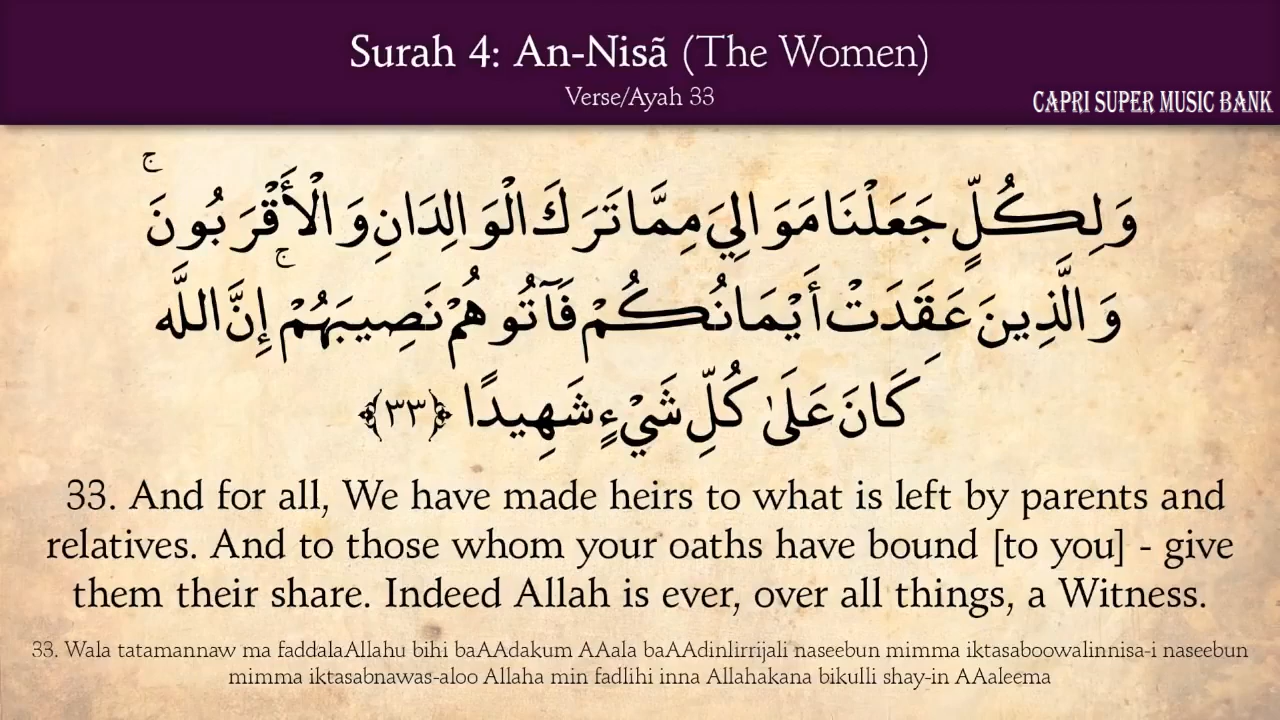 Surah 4: An-Nisã (The Women)
Verse/Ayah 33
CAPRI SUPER MUSIC BANK
وَلِكُلٍّ جَعَلْنَا مَوَالِيَ مِمَّا تَرَكَ الْوَالِدَانِ وَالْأَقْرَبُونَ ۚ
وَالَّذِينَ عَقَدَتْ أَيْمَانُكُمْ فَآتُوهُمْ نَصِيبَهُمْ ۚ إِنَّ اللَّه
َكَانَ عَلَىٰ كُلِّ شَيْءٍ شَهِيدًا ﴿٣٣﴾
33. And for all, We have made heirs to what is left by parents and
relatives. And to those whom your oaths have bound [to you] - give
them their share. Indeed Allah is ever, over all things, a Witness.
33. Wala tatamannaw ma faddalaAllahu bihi baAAdakum AAala baAAdinlirrijali naseebun mimma iktasaboowalinnisa-i naseebun
mimma iktasabnawas-aloo Allaha min fadlihi inna Allahakana bikulli shay-in AAaleema